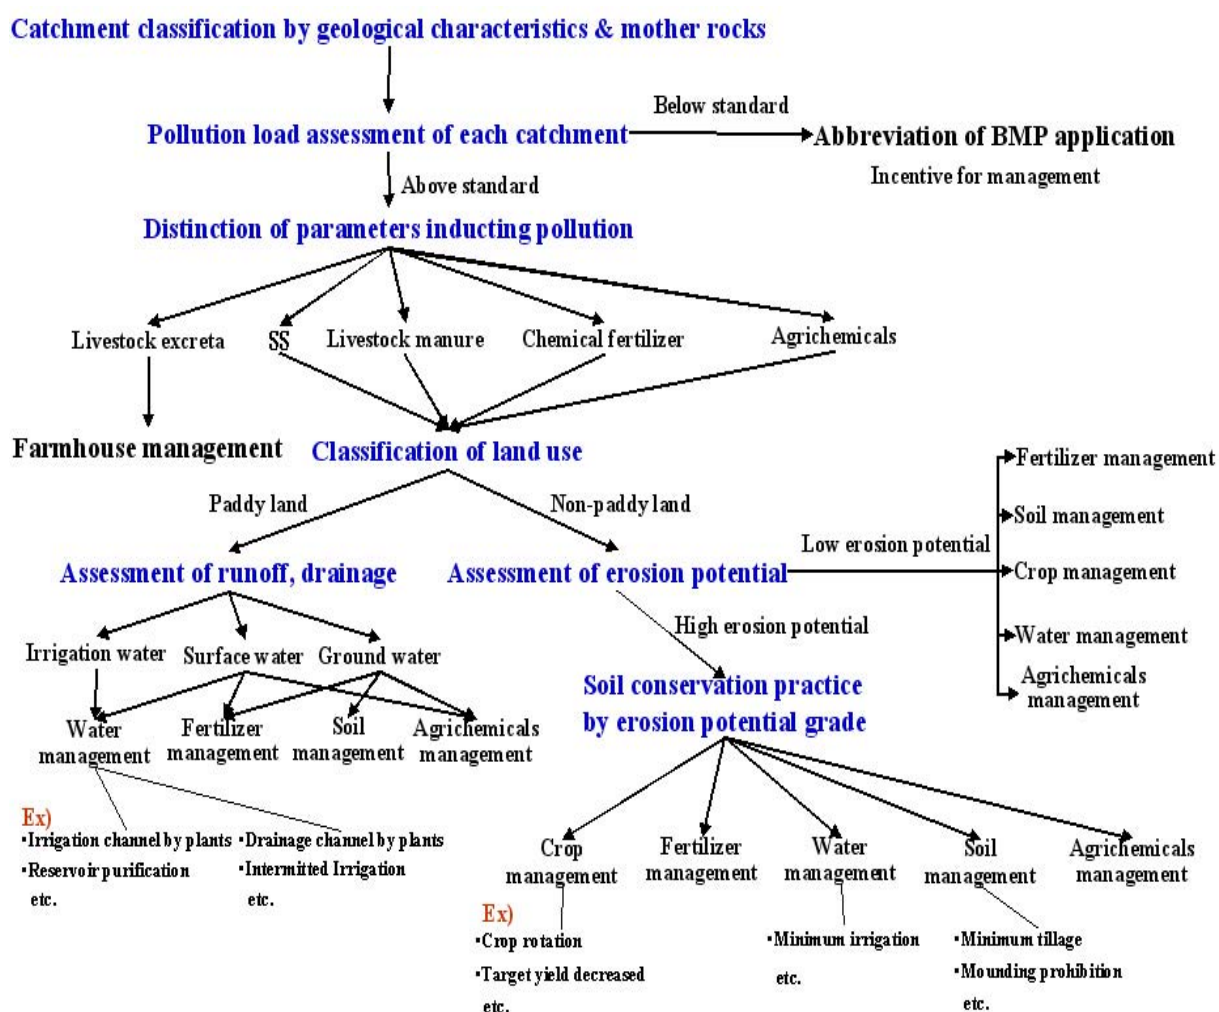 Catchment classification by geological characteristics & mother rocks
Below standard
Pollution load assessment of each catchment
Abbreviation of BMP application
Incentive for management
Above standard
Distinction of parameters inducting pollution
Livestock excreta
SS
Livestock manure
Chemical fertilizer
Agrichemicals
Farmhouse management
Classification of land use
Paddy land
Non-paddy land
Low erosion potential
Fertilizer management
Soil management
Crop management
Water management
Agrichemicals
management
Assessment of runoff, drainage
Assessment of erosion potential
High erosion potential
Irrigation water
Surface water
Ground water
Water
management
Fertilizer
management
Soil
management
Agrichemicals
management
Soil conservation practice
by erosion potential grade
Ex)
•Irrigation channel by plants
•Reservoir purification
etc.
•Drainage channel by plants
•Intermitted Irrigation
etc.
Crop
management
Fertilizer
management
Water
management
Soil
management
Agrichemicals
management
Ex)
•Crop rotation
•Target yield decreased
etc.
•Minimum irrigation
etc.
•Minimum tillage
•Mounding prohibition
etc.